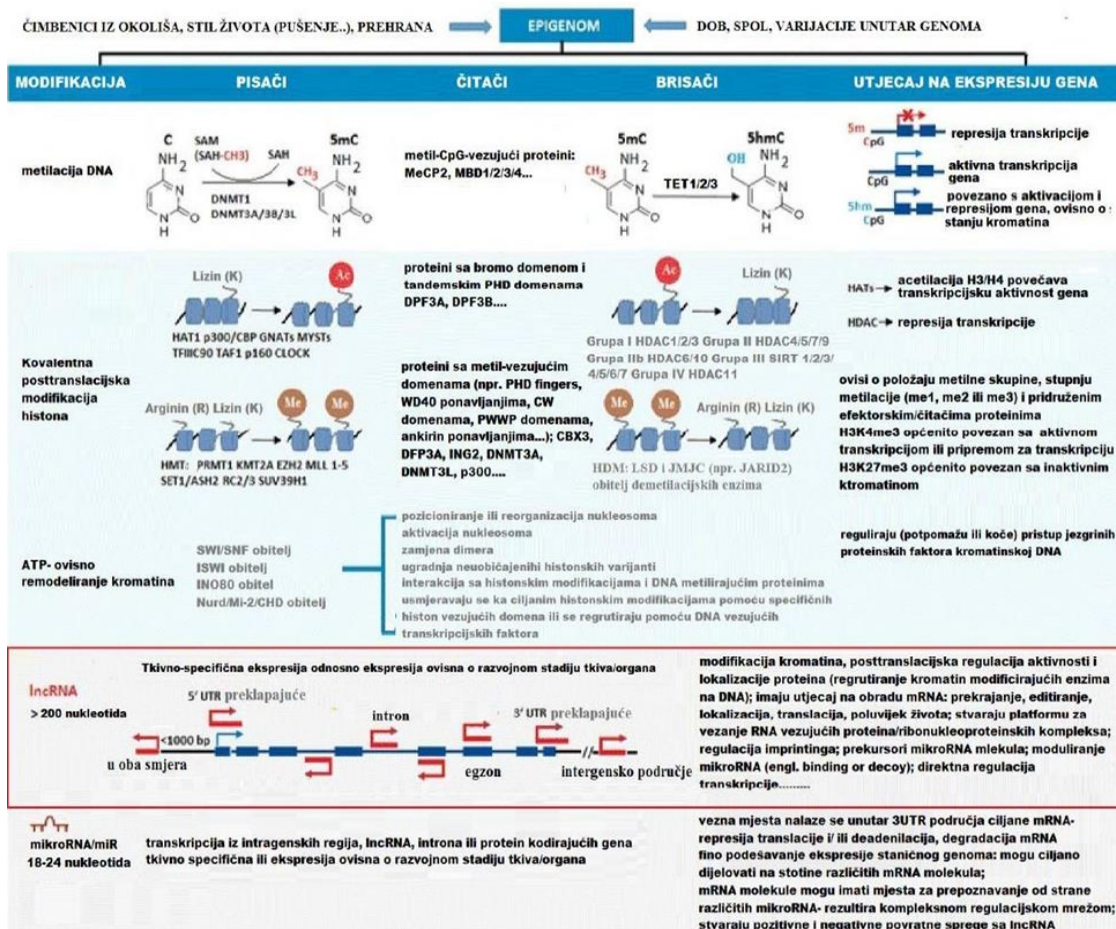 ČIMBENICI IZ OKOLIŠA, STIL ŽIVOTA (PUŠENJE..), PREHRANA
EPIGENOM
DOB, SPOL, VARIJACIJE UNUTAR GENOMA
MODIFIKACIJA
PISAČI
ČITAČI
BRISAČI
UTJECAJ NA EKSPRESIJU GENA
metilacija DNA
C
SAM
(SAH-CH3)
SAH
5mC
NH2
CH3
NH2
N
N
N
O
N
O
H
H
DNMT1
DNMT3A/3B/3L
metil-CpG-vezujući proteini:
MeCP2, MBD1/2/3/4...
5mC
5hmC
NH2
OH
NH2
CH3
TET1/2/3
N
N
N
O
N
O
H
H
5m
CpG
represija transkripcije
CpG
aktivna transkripcija
gena
5hm
CpG
povezano s aktivacijom i
represijom gena, ovisno o
stanju kromatina
Kovalentna
posttranslacijska
modifikacija
histona
Lizin (K)
Ac
HAT1 p300/CBP GNATs MYSTs
TFIIIC90 TAF1 p160 CLOCK
proteini sa bromo domenom i
tandemskim PHD domenama
DPF3A, DPF3B....
Ac
Lizin (K)
Grupa I HDAC1/2/3 Grupa II HDAC4/5/7/9
Grupa IIb HDAC6/10 Grupa III SIRT 1/2/3/
4/5/6/7 Grupa IV HDAC11
HATs
acetilacija H3/H4 povećava
transkripcijsku aktivnost gena
HDAC
represija transkripcije
Arginin (R) Lizin (K)
Me
Me
HMT: PRMT1 KMT2A EZH2 MLL 1-5
SET1/ASH2 RC2/3 SUV39H1
proteini sa metil-vezujućim
domenama (npr. PHD fingers,
WD40 ponavljanjima, CW
domenama, PWWP domenama,
ankirin ponavljanjima...); CBX3,
DFP3A, ING2, DNMT3A,
DNMT3L, p300....
Me
Me
Arginin (R) Lizin (K)
HDM: LSD i JMJC (npr. JARID2)
obitelj demetilacijskih enzima
ovisi o položaju metilne skupine, stupnju
metilacije (me1, me2 ili me3) i pridruženim
efektorskim/čitačima proteinima
H3K4me3 općenito povezan sa aktivnom
transkripcijom ili pripremom za transkripciju
H3K27me3 općenito povezan sa inaktivnim
ktromatinom
ATP- ovisno
remodeliranje kromatina
SWI/SNF obitelj
ISWI obitelj
INO80 obitel
Nurd/Mi-2/CHD obitelj
pozicioniranje ili reorganizacija nukleosoma
aktivacija nukleosoma
zamjena dimera
ugradnja neuobičajenih histonskih varijanti
interakcija sa histonskim modifikacijama i DNA metilirajućim proteinima
usmjeravaju se ka ciljanim histonskim modifikacijama pomoću specifičnih
histon vezujućih domena ili se regrutiraju pomoću DNA vezujućih
transkripcijskih faktora
reguliraju (potpomažu ili koče) pristup jezgrinih
proteinskih faktora kromatinskoj DNA
lncRNA
> 200 nukleotida
Tkivno-specifična ekspresija odnosno ekspresija ovisna o razvojnom stadiju tkiva/organa
5' UTR preklapajuće
<1000 bp
u oba smjera
intron
egzon
3' UTR preklapajuće
intergensko područje
modifikacija kromatina, posttranslacijska regulacija aktivnosti i
lokalizacije proteina (regrutiranje kromatin modificirajućih enzima
na DNA); imaju utjecaj na obradu mRNA: prekrajanje, editiranje,
lokalizacija, translacija, poluvijek života; stvaraju platformu za
vezanje RNA vezujućih proteina/ribonukleoproteinskih kompleksa;
regulacija imprintinga; prekursori mikroRNA mlekula; moduliranje
mikroRNA (engl. binding or decoy); direktna regulacija
transkripcije.........
mikroRNA/miR
18-24 nukleotida
transkripcija iz intragenskih regija, lncRNA, introna ili protein kodirajućih gena
tkivno specifična ili ekspresija ovisna o razvojnom stadiju tkiva/organa
vezna mjesta nalaze se unutar 3UTR područja ciljane mRNA-
represija translacije i/ ili deadenilacija, degradacija mRNA
fino podešavanje ekspresije staničnog genoma: mogu ciljano
dijelovati na stotine različitih mRNA molekula;
mRNA molekule mogu imati mjesta za prepoznavanje od strane
različitih mikroRNA- rezultira kompleksnom regulacijskom mrežom;
stvaraju pozitivne i negativne povratne sprege sa lncRNA